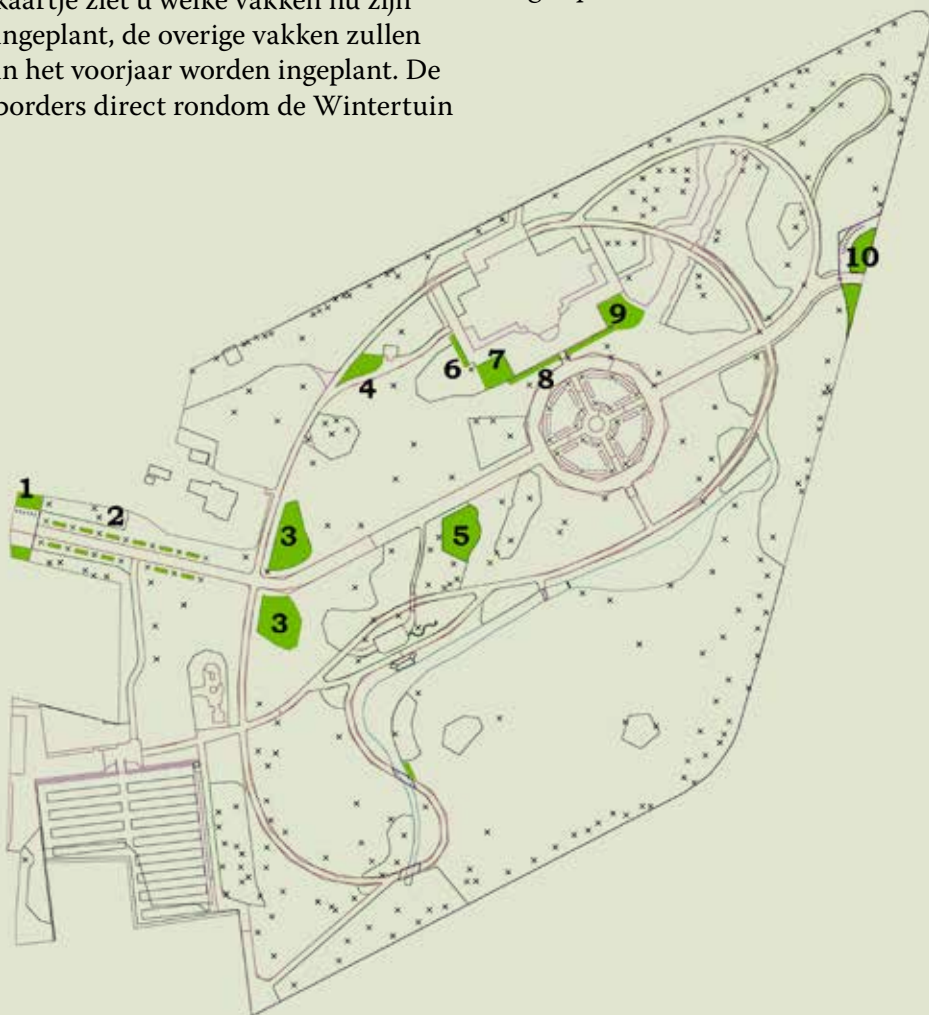 kaartje ziet u welke vakken nu zijn
ingeplant, de overige vakken zullen
in het voorjaar worden ingeplant. De
borders direct rondom de Wintertuin
10
9
7
6
8
4
1
2
3
5
3